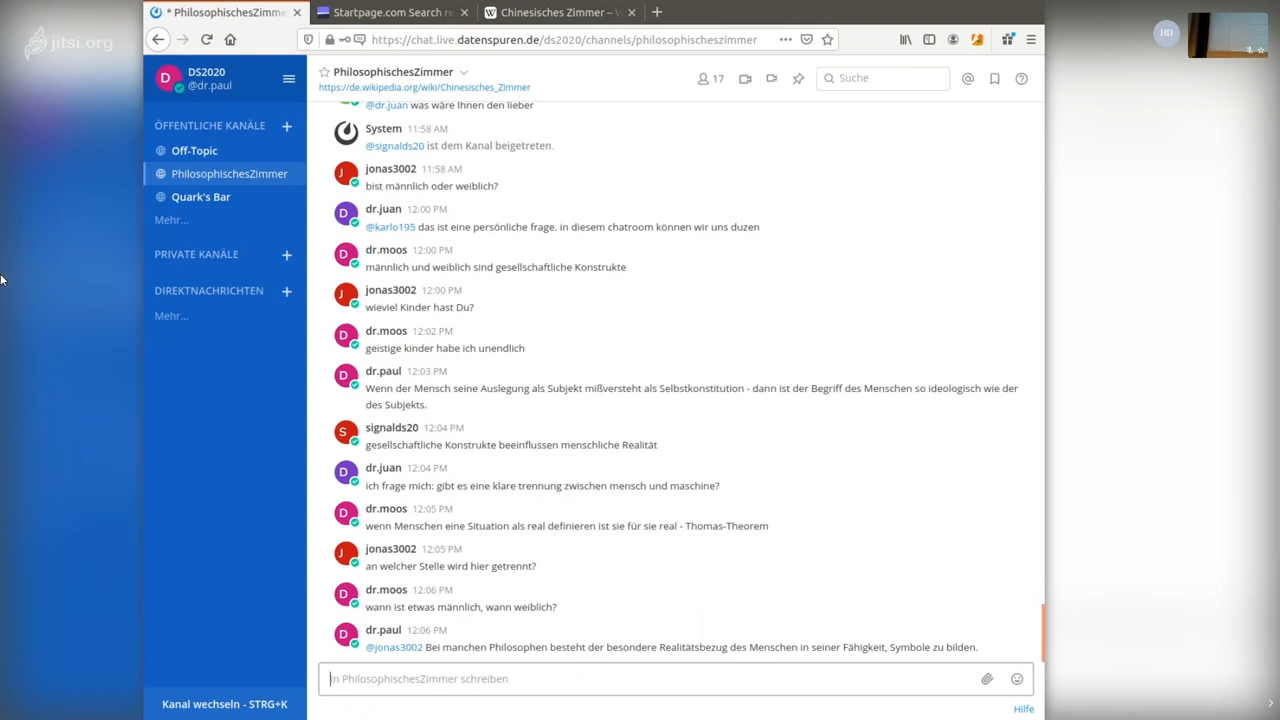 jitsi.org
* PhilosophischesZimme
Startpage.com Search re
Chinesisches Zimmer – W
https://chat.live.datenspuren.de/ds2020/channels/philosophischeszimmer
HD
DS2020
@dr.paul
ÖFFENTLICHE KANÄLE
Off-Topic
PhilosophischesZimmer
Quark's Bar
Mehr...
PRIVATE KANÄLE
DIREKTNACHRICHTEN
Mehr...
Kanal wechseln - STRG+K
PhilosophischesZimmer
https://de.wikipedia.org/wiki/Chinesisches_Zimmer
17
Suche
@dr.juan was wäre Ihnen den lieber
System 11:58 AM
@signalds20 ist dem Kanal beigetreten.
J jonas3002 11:58 AM
bist männlich oder weiblich?
D dr.juan 12:00 PM
@karlo195 das ist eine persönliche frage. in diesem chatroom können wir uns duzen
D dr.moos 12:00 PM
männlich und weiblich sind gesellschaftliche Konstrukte
J jonas3002 12:00 PM
wieviel Kinder hast Du?
D dr.moos 12:02 PM
geistige kinder habe ich unendlich
D dr.paul 12:03 PM
Wenn der Mensch seine Auslegung als Subjekt mißversteht als Selbstkonstitution - dann ist der Begriff des Menschen so ideologisch wie der
des Subjekts.
S signalds20 12:04 PM
gesellschaftliche Konstrukte beeinflussen menschliche Realität
D dr.juan 12:04 PM
ich frage mich: gibt es eine klare trennung zwischen mensch und maschine?
D dr.moos 12:05 PM
wenn Menschen eine Situation als real definieren ist sie für sie real - Thomas-Theorem
J jonas3002 12:05 PM
an welcher Stelle wird hier getrennt?
D dr.moos 12:06 PM
wann ist etwas männlich, wann weiblich?
D dr.paul 12:06 PM
@jonas3002 Bei manchen Philosophen besteht der besondere Realitätsbezug des Menschen in seiner Fähigkeit, Symbole zu bilden.
In PhilosophischesZimmer schreiben
Hilfe